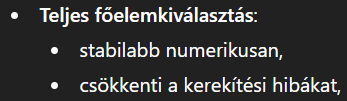 • Teljes főelemkiválasztás:
• stabilabb numerikusan,
• csökkenti a kerekítési hibákat,